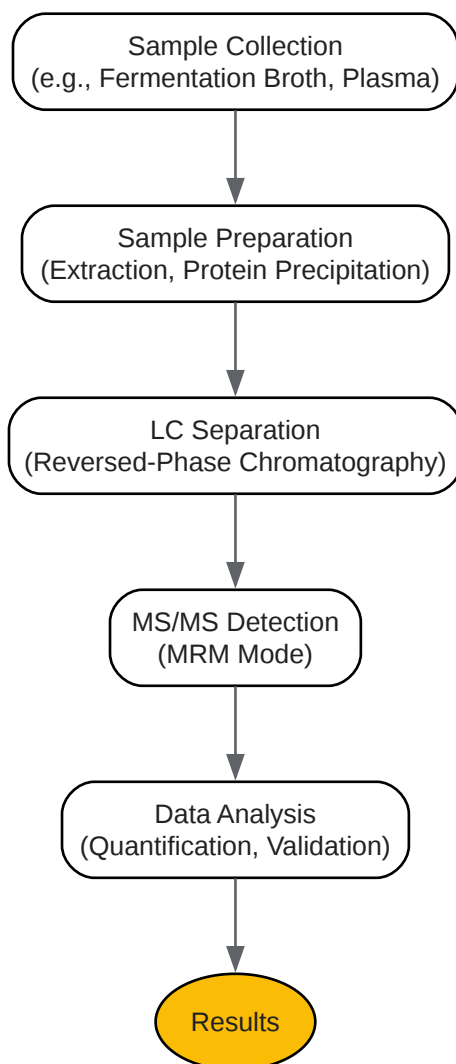 Sample Collection
(e.g., Fermentation Broth, Plasma)
Sample Preparation
(Extraction, Protein Precipitation)
LC Separation
(Reversed-Phase Chromatography)
MS/MS Detection
(MRM Mode)
Data Analysis
(Quantification, Validation)
Results